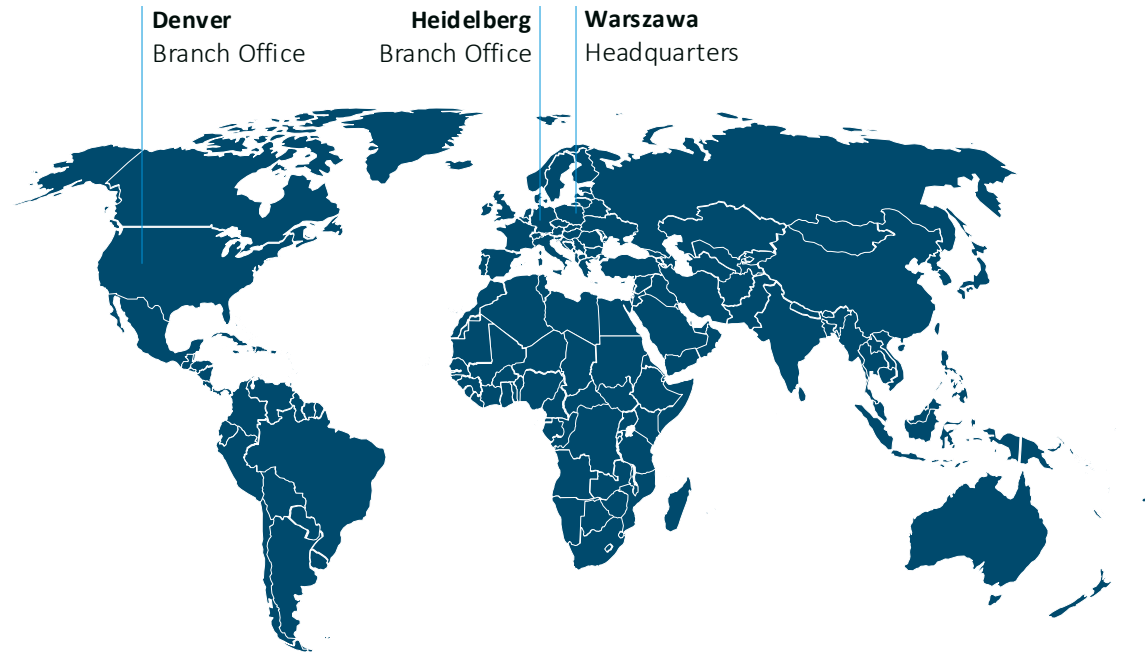 Denver
Branch Office
Heidelberg
Branch Office
Warszawa
Headquarters